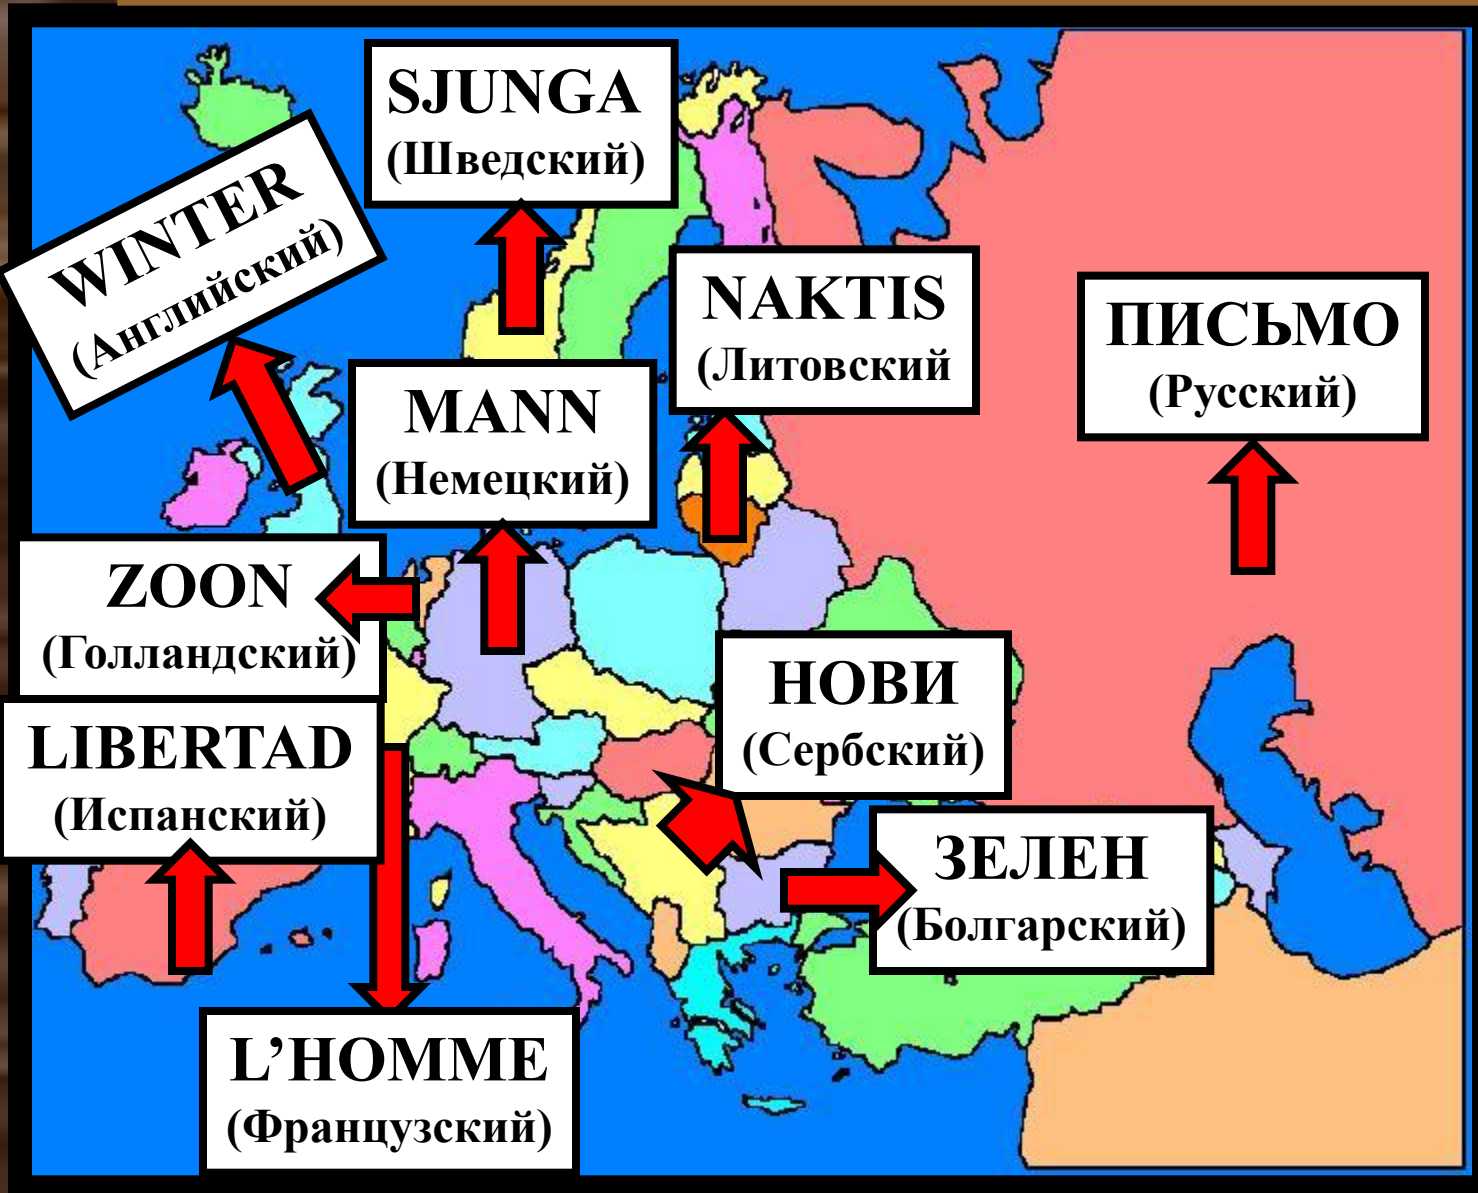 SJUNGA
(Шведский)
WINTER
(Английский)
NAKTIS
(Литовский
ПИСЬМО
(Русский)
MANN
(Немецкий)
ZOON
(Голландский)
НОВИ
(Сербский)
LIBERTAD
(Испанский)
ЗЕЛЕН
(Болгарский)
L’HOMME
(Французский)